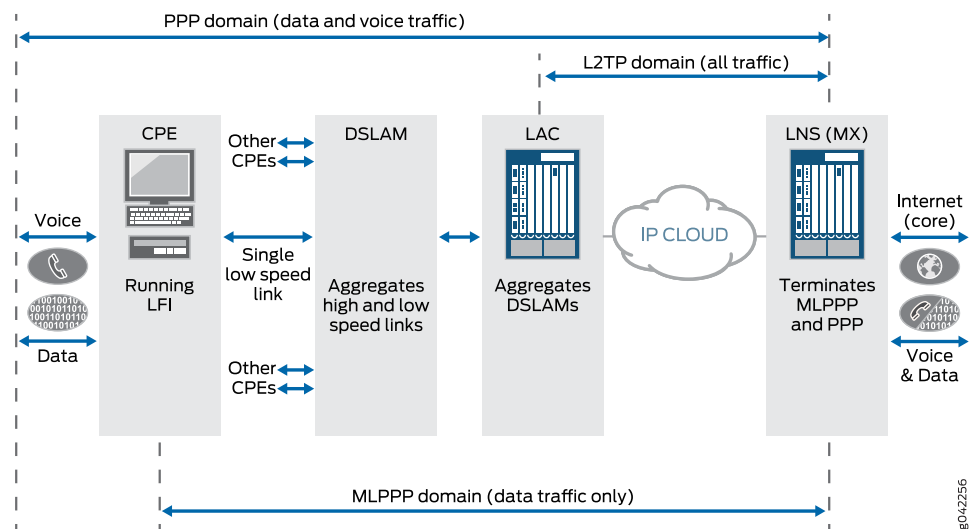 PPP domain (data and voice traffic)
L2TP domain (all traffic)
CPE
Other
CPEs
DSLAM
LAC
LNS (MX)
Voice
Internet
(core)
IP CLOUD
Single
low speed
link
Running
LFI
Aggregates
high and low
speed links
Aggregates
DSLAMs
Terminates
MLPPP
and PPP
Data
Other
CPEs
Voice
& Data
MLPPP domain (data traffic only)
g042256